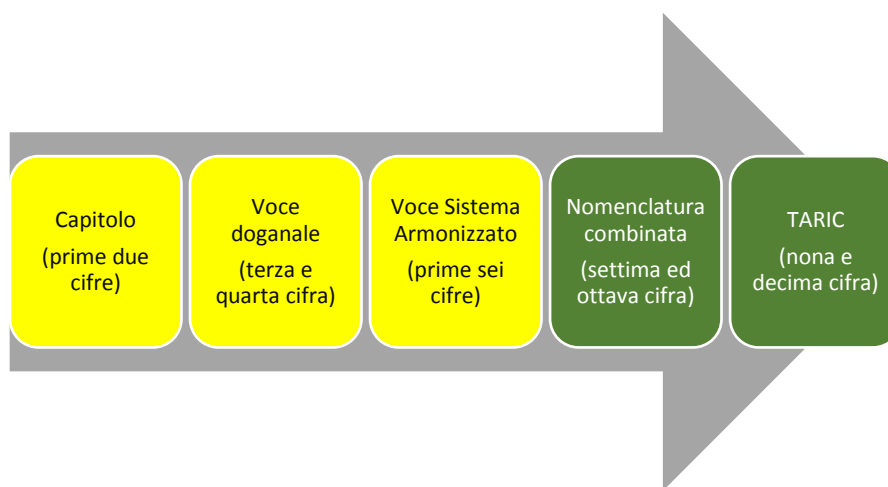 Capitolo
(prime due
cifre)
Voce
doganale
(terza e
quarta cifra)
Voce Sistema
Armonizzato
(prime sei
cifre)
Nomenclatura
combinata
(settima ed
ottava cifra)
TARIC
(nona e
decima cifra)